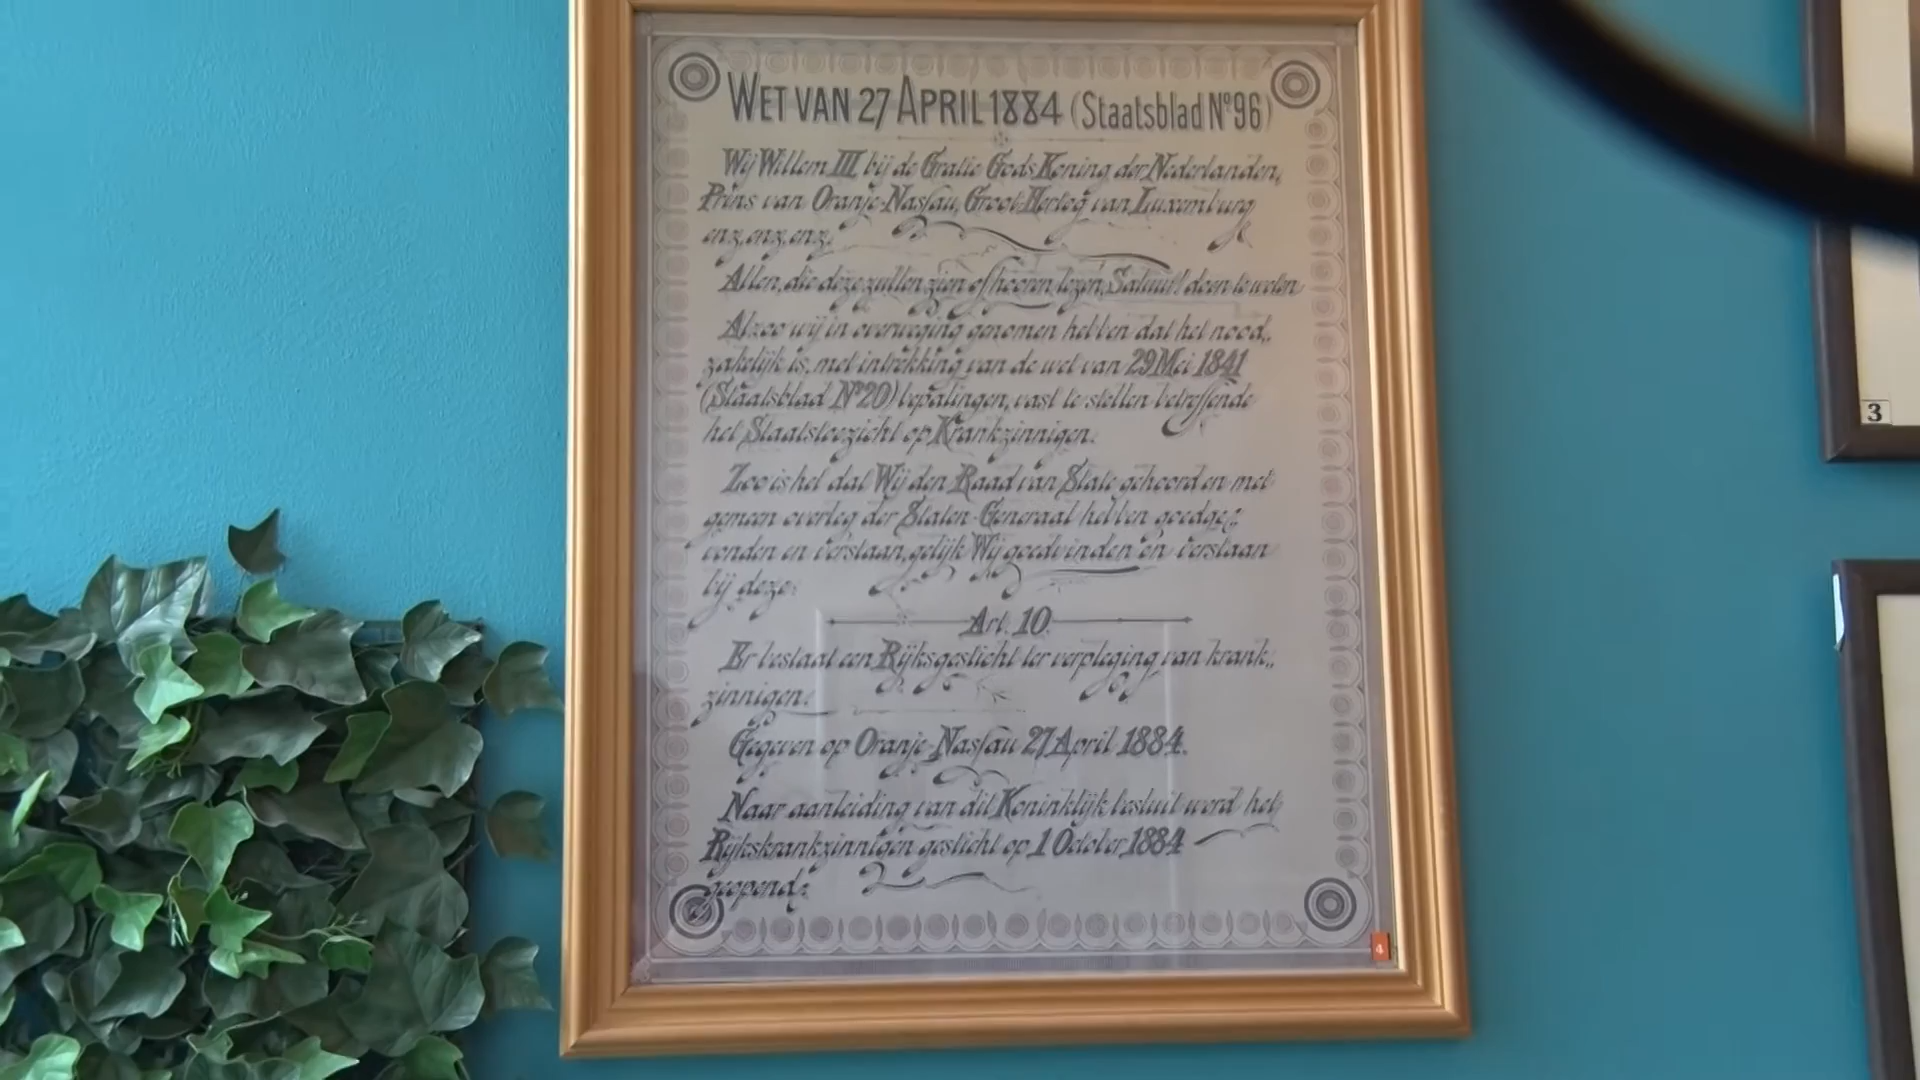 WET VAN 27 APRIL 1884 (Staatsblad Nº 96)
Wij Willem III bij de Gratie Gods Koning der Nederlanden,
Prins van Oranje-Nassau, Groot-Hertog van Luxemburg
enz, enz, enz.
Allen, die deze zullen zien of hooren lezen, Saluut! doen te weten
Alzoo wij in overweging genomen hebben dat het nood„
zakelijk is, met intrekking van de wet van 29 Mei 1841
(Staatsblad Nº 20) bepalingen, vast te stellen betreffende
het Staatstoezicht op Krankzinnigen.
Zoo is het dat Wij den Raad van State gehoord en met
gemeen overleg der Staten-Generaal hebben goedge„
vonden en verstaan, gelijk Wij goedvinden en verstaan
bij deze:
Art. 10.
Er bestaat een Rijksgesticht ter verpleging van krank„
zinnigen.
Gegeven op Oranje-Nassau 27 April 1884.
Naar aanleiding van dit Koninklijk besluit werd het
Rijkskrankzinnigen gesticht op 1 October 1884
geopend.
4
3